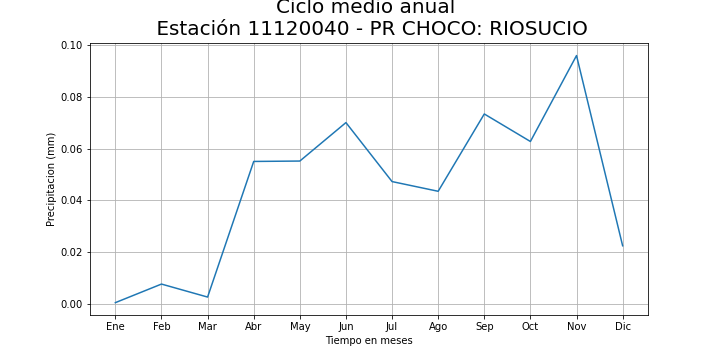 Ciclo medio anual
Estación 11120040 - PR CHOCO: RIOSUCIO
Precipitacion (mm)
0.10
0.08
0.06
0.04
0.02
0.00
Ene Feb Mar Abr May Jun Jul Ago Sep Oct Nov Dic
Tiempo en meses